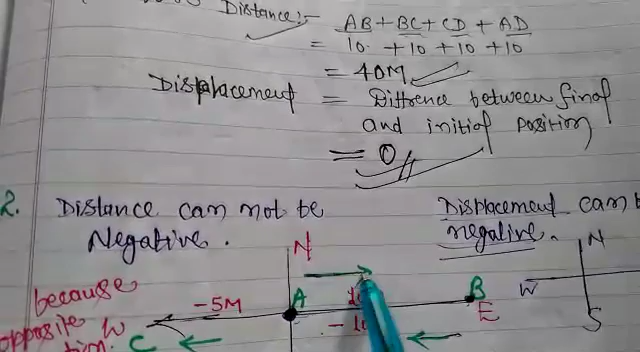 Distance:-
AB + BC + CD + AD
= 10 + 10 + 10 + 10
= 40M
Displacement = Diffrence between final
and initial position
= 0
2. Distance can not be
Negative.
Displacement can
negative.
N
because
opposite
-5M
A
B
E
C
N
W
S